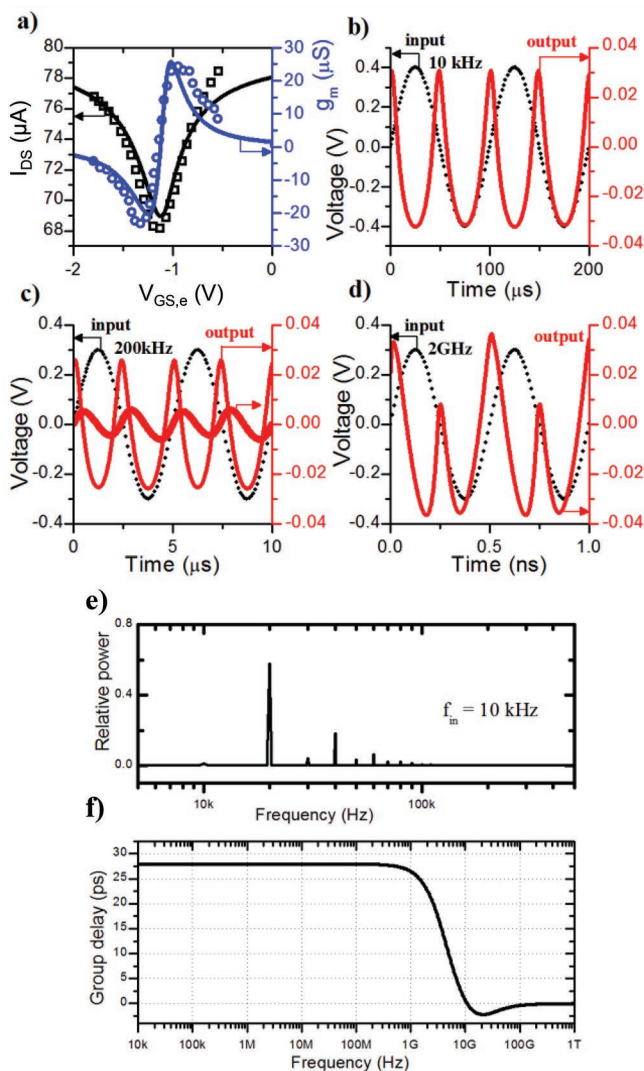 a)
80
78
76
74
72
70
68
I_DS (µA)
30
20
10
0
-10
-20
-30
g_m (µS)
-2
-1
0
V_GS,e (V)
b)
input
10 kHz
output
0.4
0.2
0.0
-0.2
-0.4
Voltage (V)
0.04
0.02
0.00
-0.02
-0.04
0
50
100
150
200
Time (µs)
c)
input
200kHz
output
0.4
0.2
0.0
-0.2
-0.4
Voltage (V)
0.04
0.02
0.00
-0.02
-0.04
0
5
10
Time (µs)
d)
input
2GHz
output
0.4
0.2
0.0
-0.2
-0.4
Voltage (V)
0.04
0.02
0.00
-0.02
-0.04
0.0
0.5
1.0
Time (ns)
e)
0.8
0.4
0.0
Relative power
f_in = 10 kHz
10k
100k
Frequency (Hz)
f)
30
25
20
15
10
5
0
Group delay (ps)
10k
1M
10M
100M
1G
10G
100G
1T
Frequency (Hz)